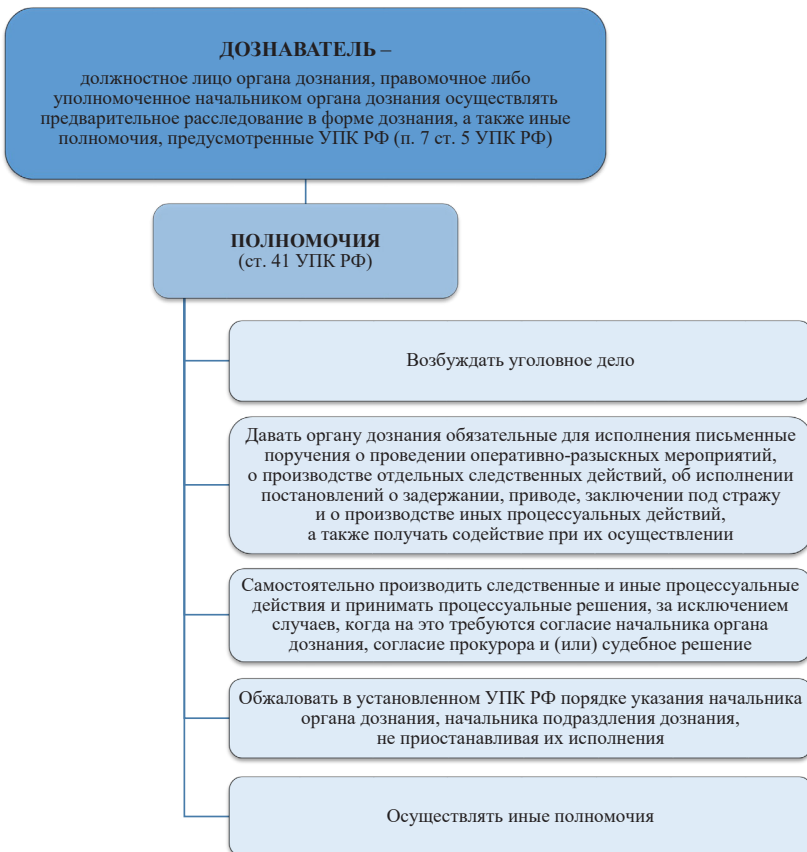 ДОЗНАВАТЕЛЬ –
должностное лицо органа дознания, правомочное либо
уполномоченное начальником органа дознания осуществлять
предварительное расследование в форме дознания, а также иные
полномочия, предусмотренные УПК РФ (п. 7 ст. 5 УПК РФ)
ПОЛНОМОЧИЯ
(ст. 41 УПК РФ)
Возбуждать уголовное дело
Давать органу дознания обязательные для исполнения письменные
поручения о проведении оперативно-разыскных мероприятий,
о производстве отдельных следственных действий, об исполнении
постановлений о задержании, приводе, заключении под стражу
и о производстве иных процессуальных действий,
а также получать содействие при их осуществлении
Самостоятельно производить следственные и иные процессуальные
действия и принимать процессуальные решения, за исключением
случаев, когда на это требуются согласие начальника органа
дознания, согласие прокурора и (или) судебное решение
Обжаловать в установленном УПК РФ порядке указания начальника
органа дознания, начальника подраздления дознания,
не приостанавливая их исполнения
Осуществлять иные полномочия